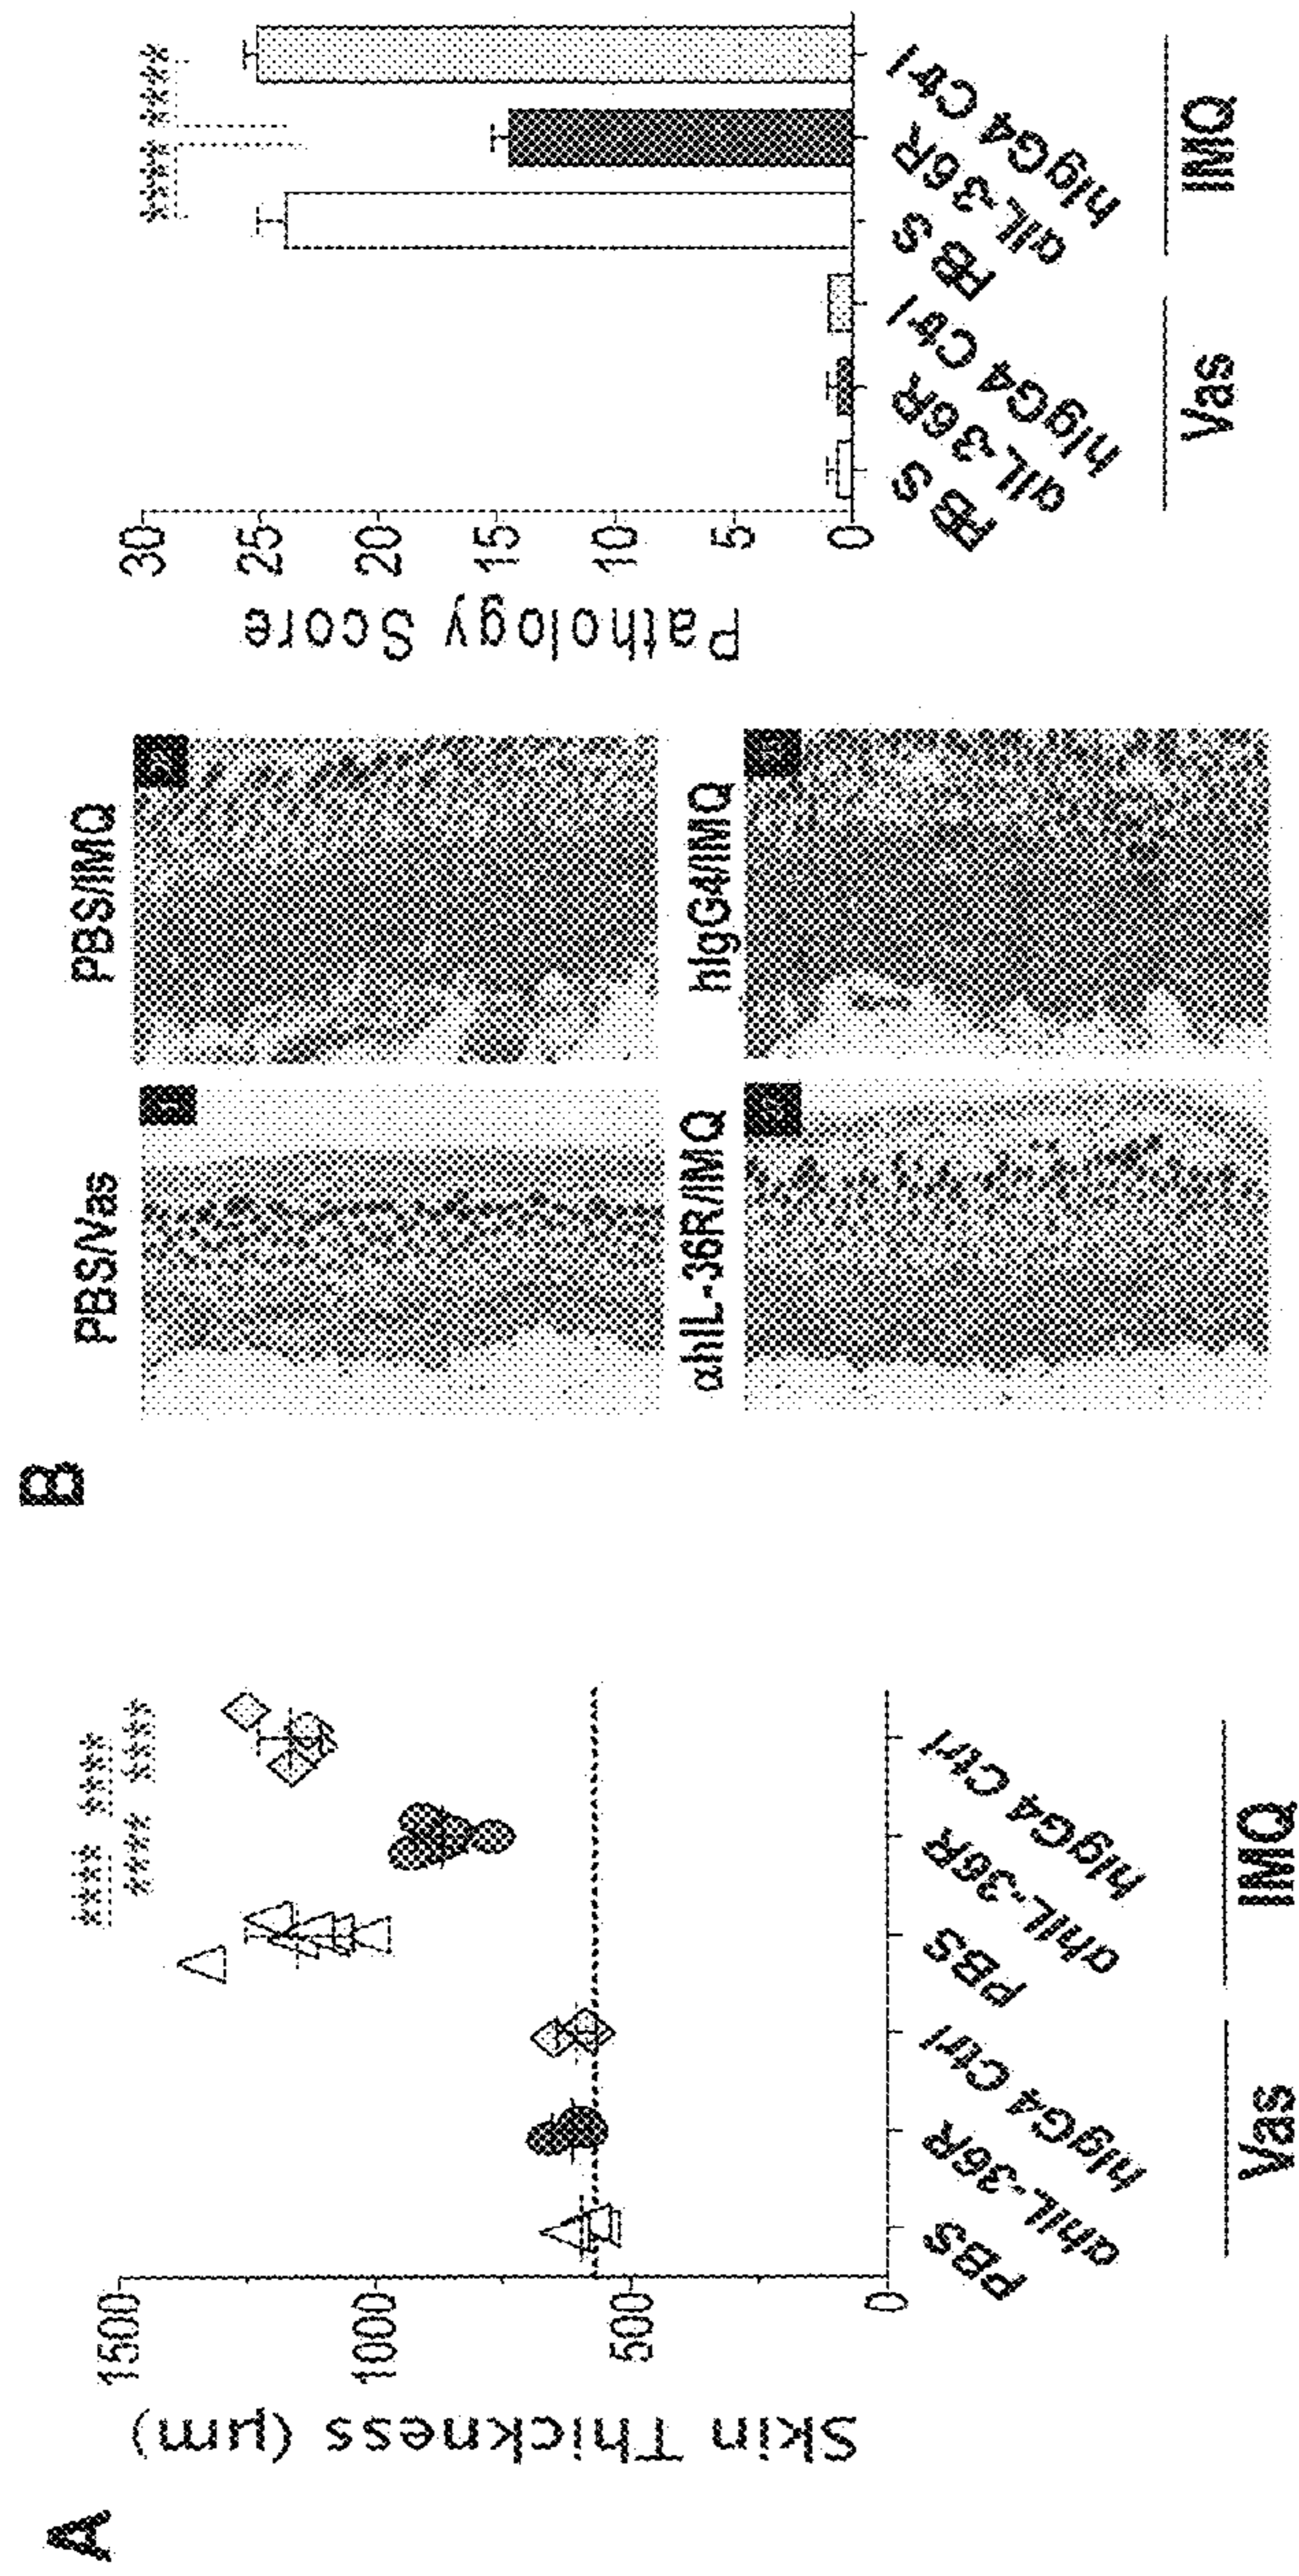 A
Skin Thickness (µm)
1500
1000
500
0
**** ****
**** ****
PBS
αhIL-36R
hIgG4 Ctrl
PBS
αhIL-36R
hIgG4 Ctrl
Vas
IMQ
B
PBS/Vas
PBS/IMQ
αhIL-36R/IMQ
hIgG4/IMQ
Pathology Score
30
25
20
15
10
5
0
**** ****
PBS
αIL-36R
hIgG4 Ctrl
PBS
αIL-36R
hIgG4 Ctrl
Vas
IMQ